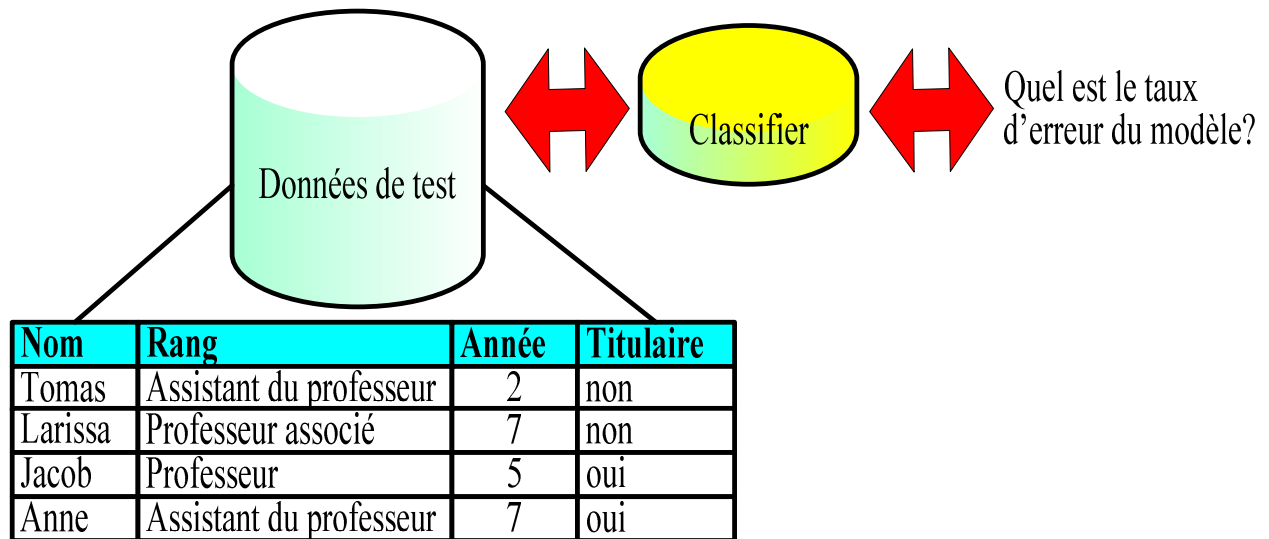 Données de test
Classifier
Quel est le taux
d'erreur du modèle?
Nom Rang Année Titulaire
Tomas Assistant du professeur 2 non
Larissa Professeur associé 7 non
Jacob Professeur 5 oui
Anne Assistant du professeur 7 oui